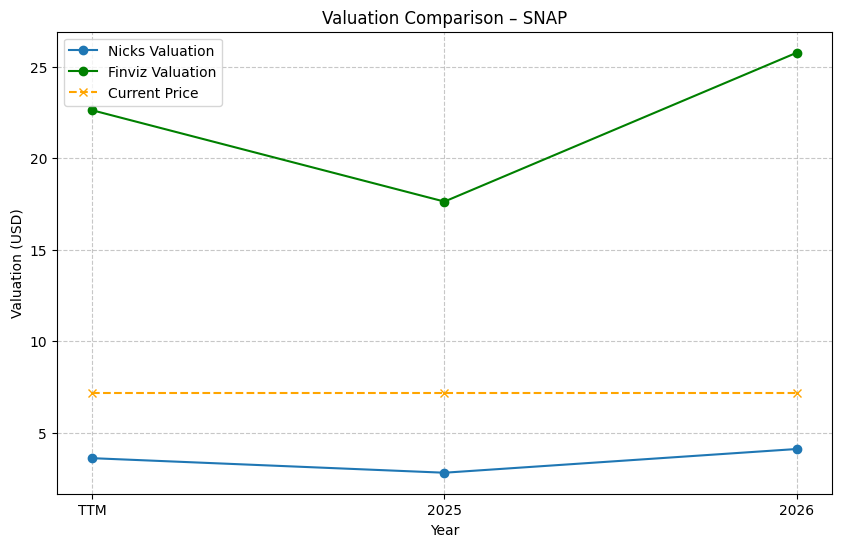 Valuation Comparison – SNAP
Nicks Valuation
Finviz Valuation
Current Price
Valuation (USD)
25
20
15
10
5
TTM
2025
2026
Year